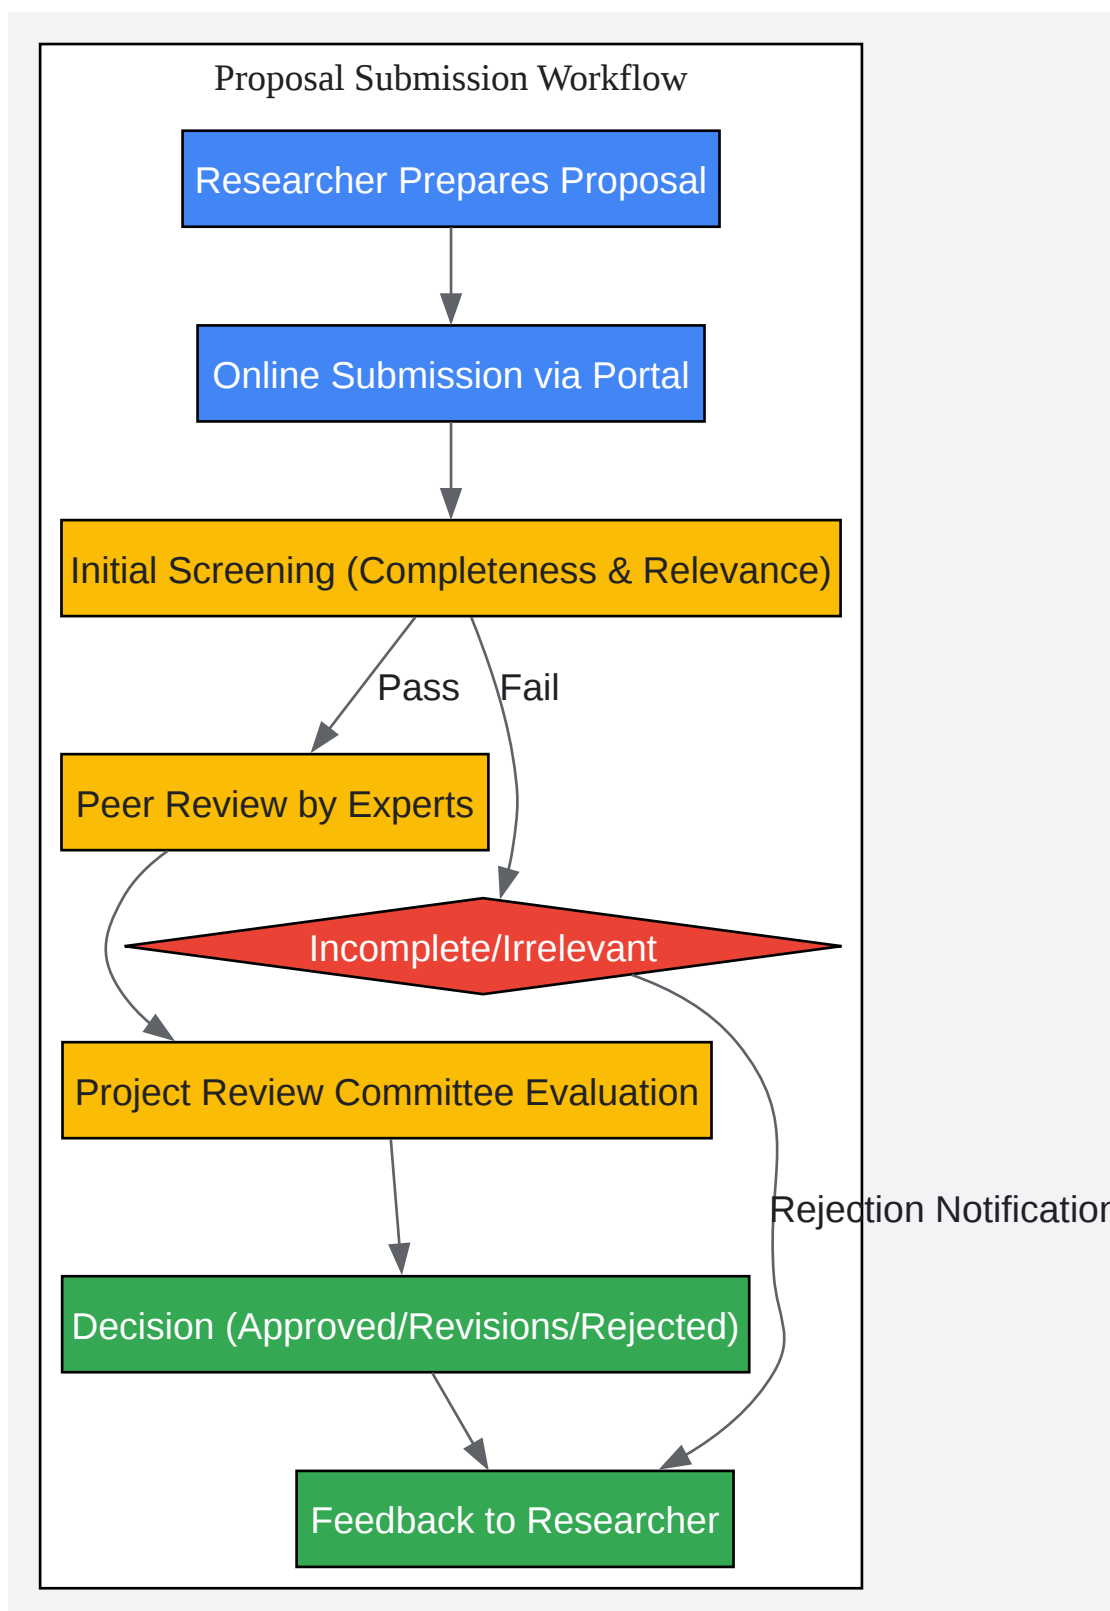 Proposal Submission Workflow
Researcher Prepares Proposal
Online Submission via Portal
Initial Screening (Completeness & Relevance)
Pass
Fail
Peer Review by Experts
Incomplete/Irrelevant
Project Review Committee Evaluation
Rejection Notification
Decision (Approved/Revisions/Rejected)
Feedback to Researcher